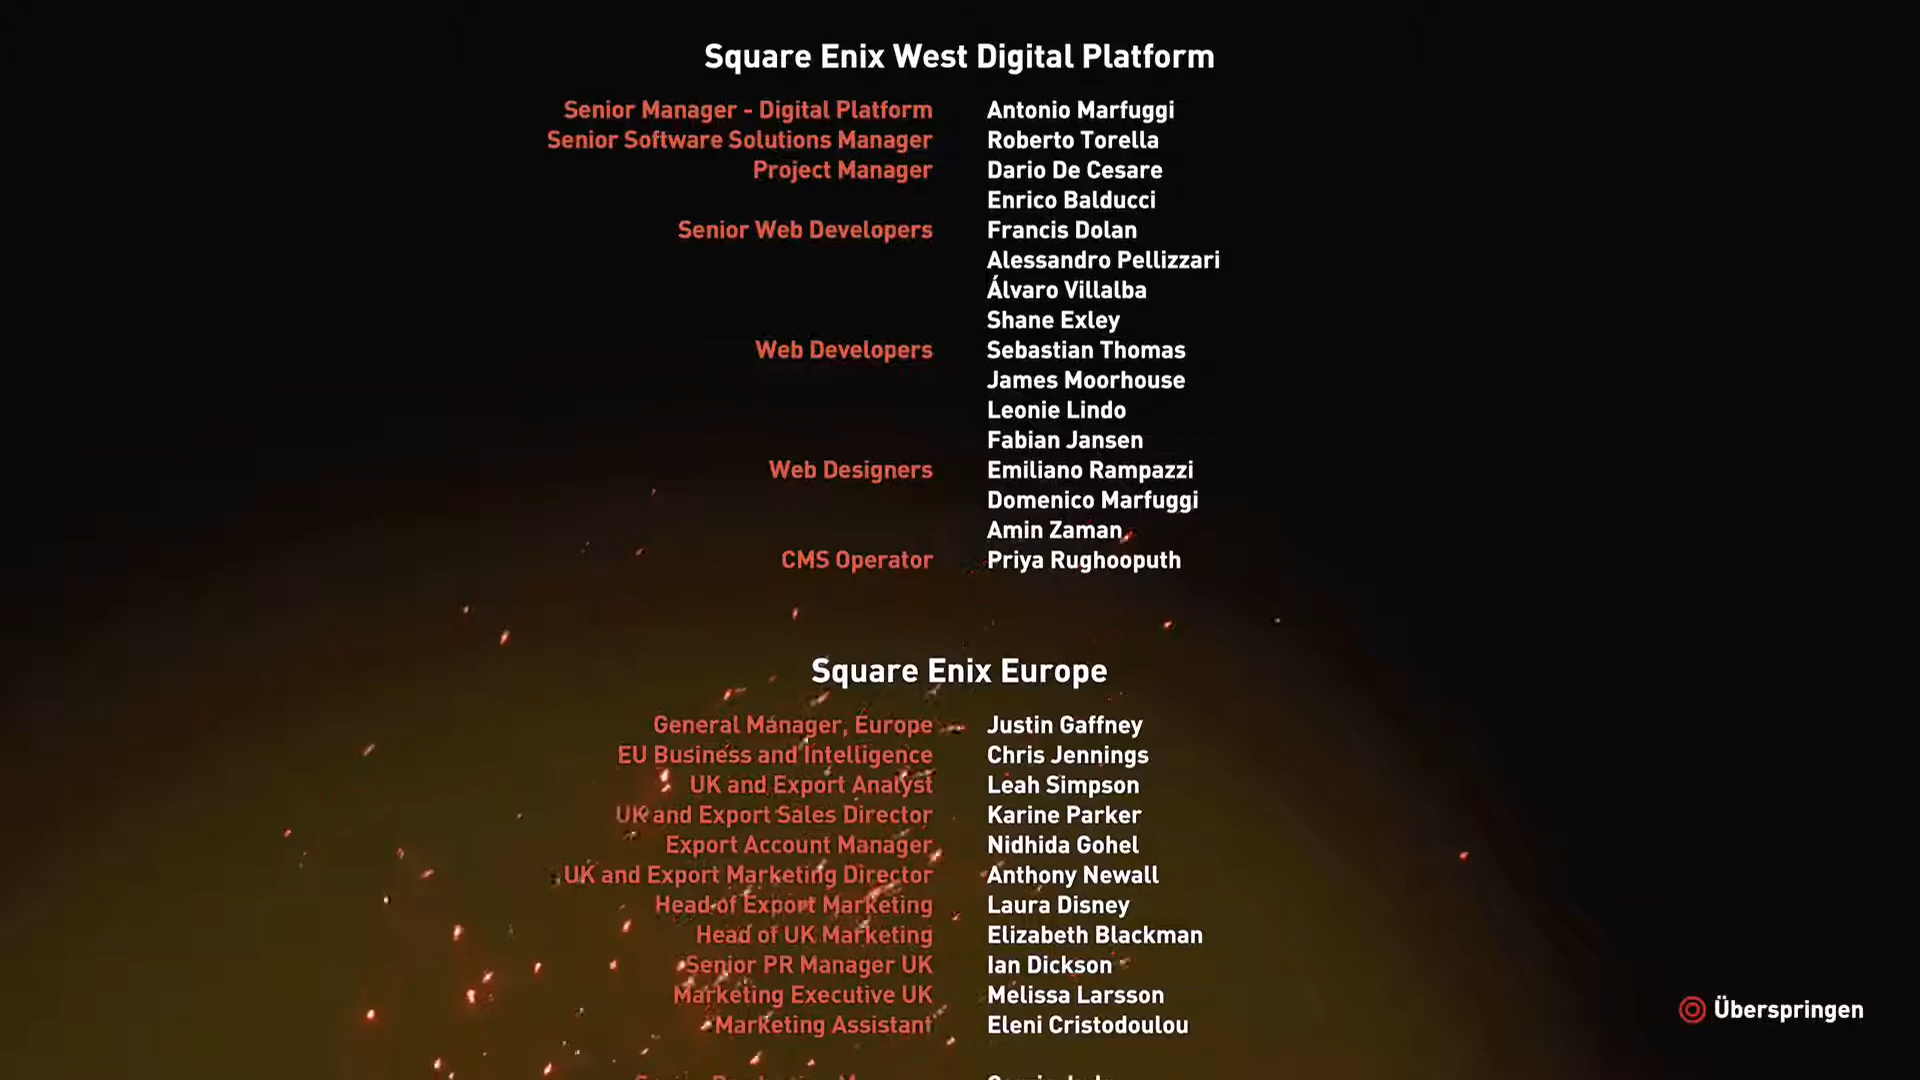 Square Enix West Digital Platform
Senior Manager - Digital Platform Antonio Marfuggi
Senior Software Solutions Manager Roberto Torella
Project Manager Dario De Cesare
Enrico Balducci
Senior Web Developers Francis Dolan
Alessandro Pellizzari
Álvaro Villalba
Shane Exley
Web Developers Sebastian Thomas
James Moorhouse
Leonie Lindo
Fabian Jansen
Web Designers Emiliano Rampazzi
Domenico Marfuggi
Amin Zaman
CMS Operator Priya Rughooputh
Square Enix Europe
General Manager, Europe Justin Gaffney
EU Business and Intelligence Chris Jennings
UK and Export Analyst Leah Simpson
UK and Export Sales Director Karine Parker
Export Account Manager Nidhida Gohel
UK and Export Marketing Director Anthony Newall
Head of Export Marketing Laura Disney
Head of UK Marketing Elizabeth Blackman
Senior PR Manager UK Ian Dickson
Marketing Executive UK Melissa Larsson
Marketing Assistant Eleni Cristodoulou
Überspringen